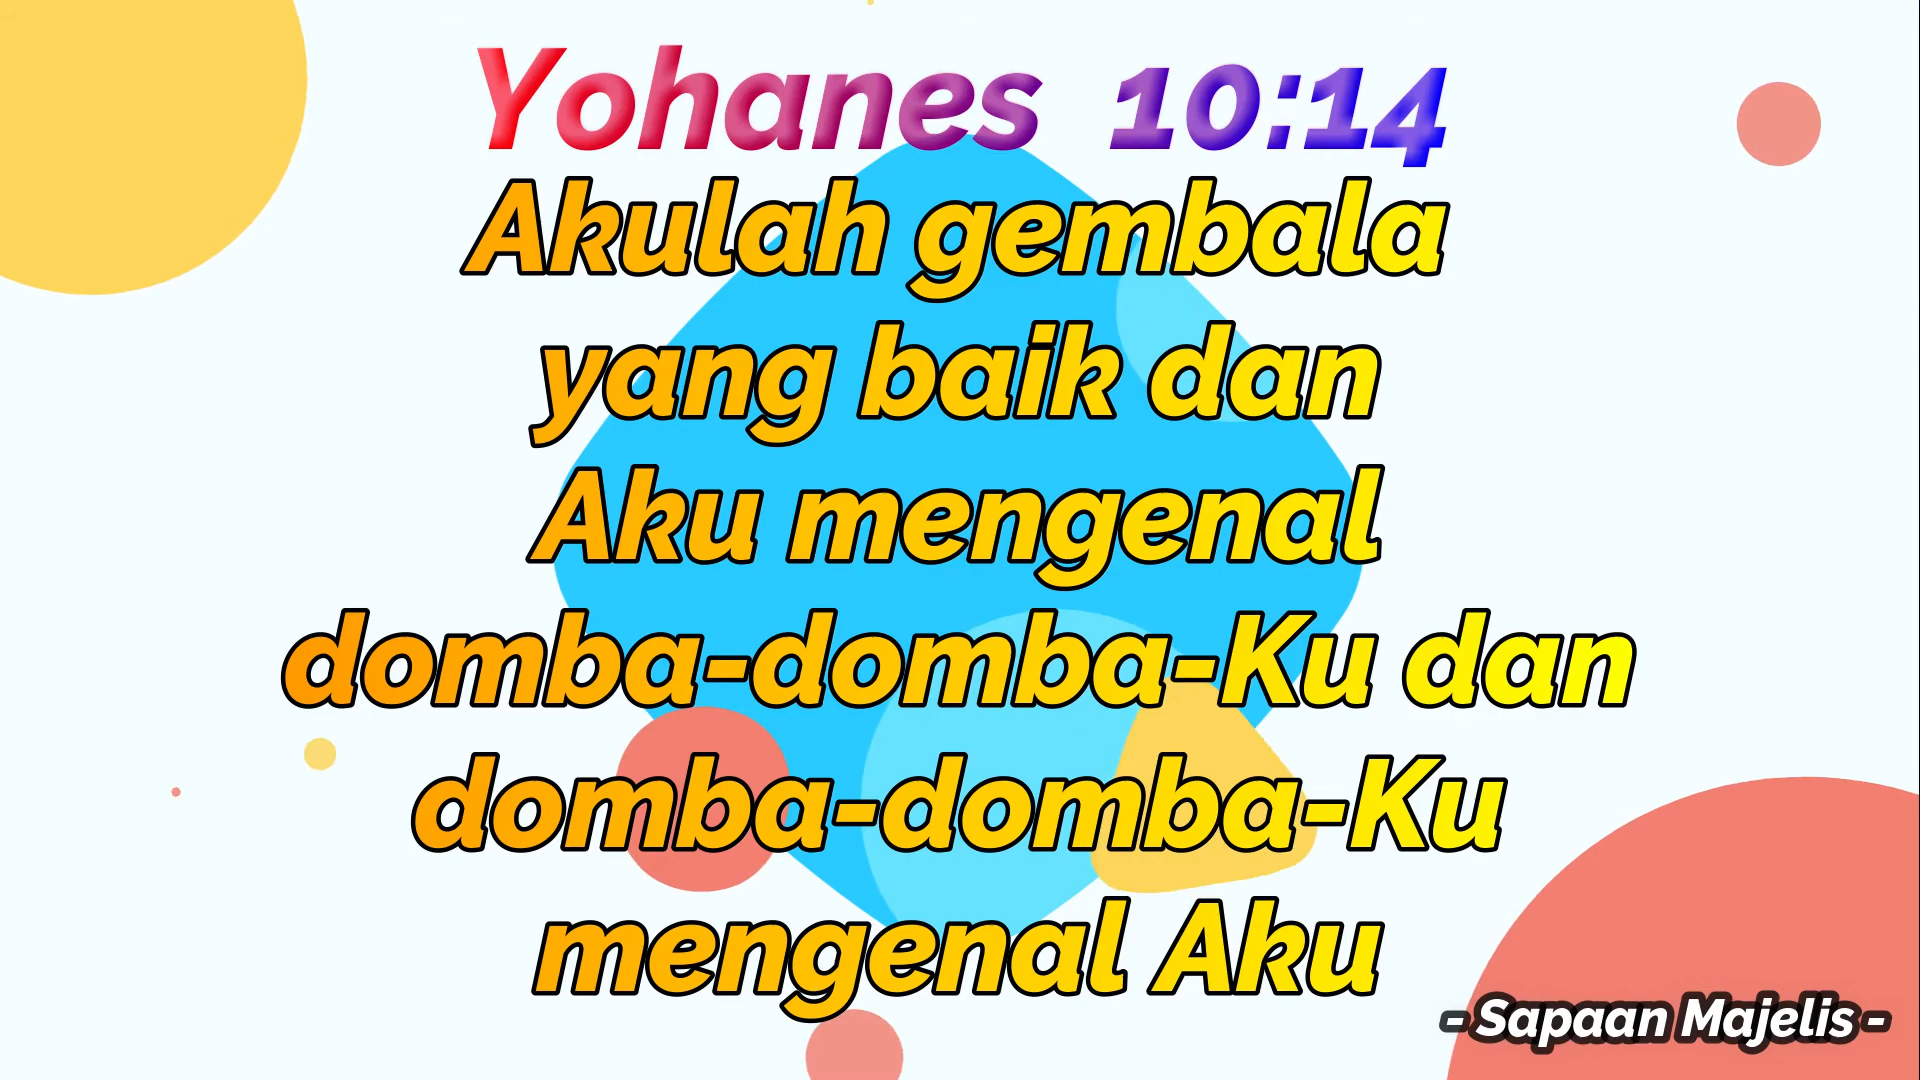 Yohanes 10:14
Akulah gembala
yang baik dan
Aku mengenal
domba-domba-Ku dan
domba-domba-Ku
mengenal Aku
- Sapaan Majelis -